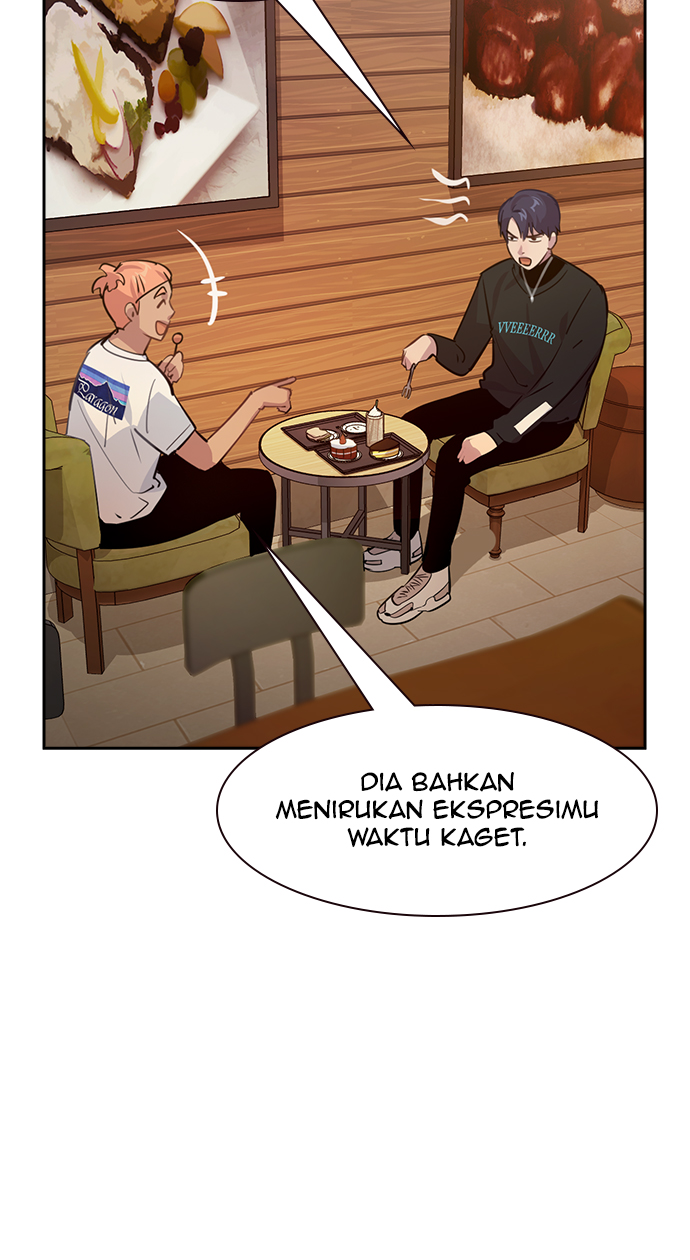 VVEEEERRR
Paragon
DIA BAHKAN
MENIRUKAN EKSPRESIMU
WAKTU KAGET.